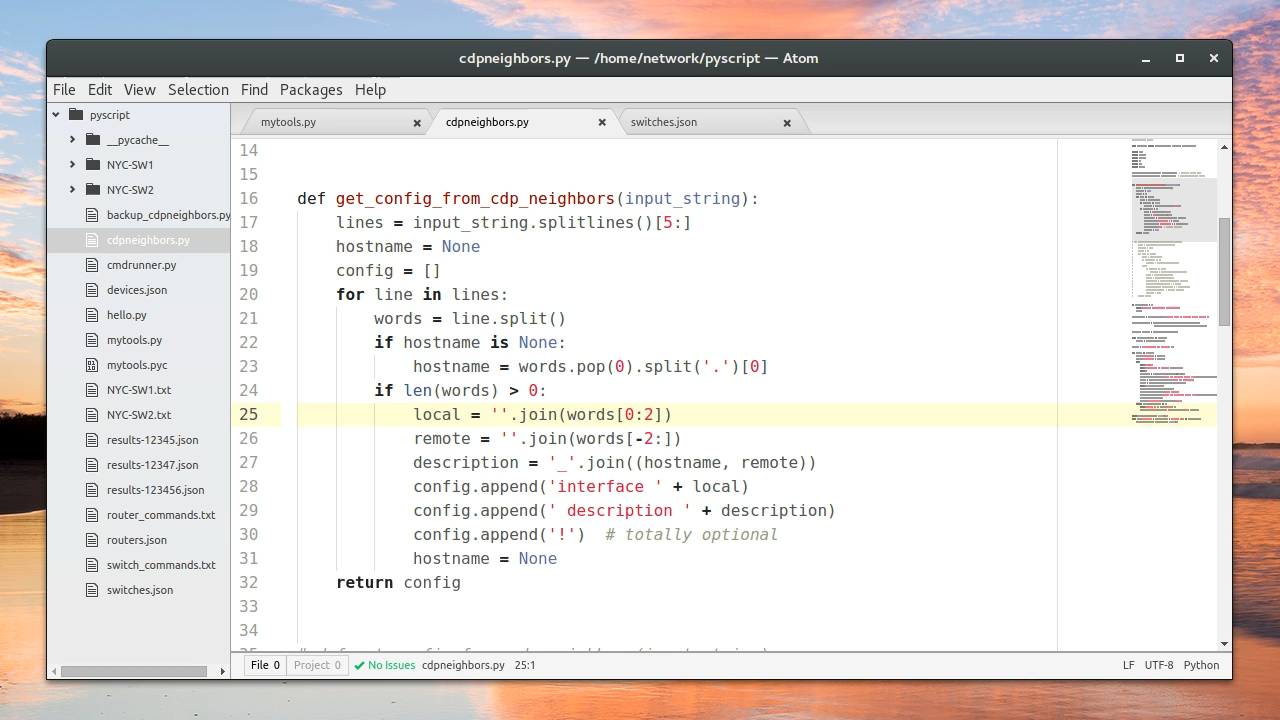 cdpneighbors.py — /home/network/pyscript — Atom
File Edit View Selection Find Packages Help
pyscript
__pycache__
NYC-SW1
NYC-SW2
backup_cdpneighbors.py
cdpneighbors.py
cmdrunner.py
devices.json
hello.py
mytools.py
mytools.pyc
NYC-SW1.txt
NYC-SW2.txt
results-12345.json
results-12347.json
results-123456.json
router_commands.txt
routers.json
switch_commands.txt
switches.json
mytools.py
cdpneighbors.py
switches.json
14
15
16 def get_config_from_cdp_neighbors(input_string):
17 lines = input_string.splitlines()[5:]
18 hostname = None
19 config = [
20 for line in lines:
21 words = line.split()
22 if hostname is None:
23 hostname = words.pop(0).split('.')[0]
24 if len(words) > 0:
25 local = ''.join(words[0:2])
26 remote = ''.join(words[-2:])
27 description = '_'.join((hostname, remote))
28 config.append('interface ' + local)
29 config.append(' description ' + description)
30 config.append('!')  # totally optional
31 hostname = None
32 return config
33
34
File 0 Project 0 No Issues cdpneighbors.py 25:1 LF UTF-8 Python